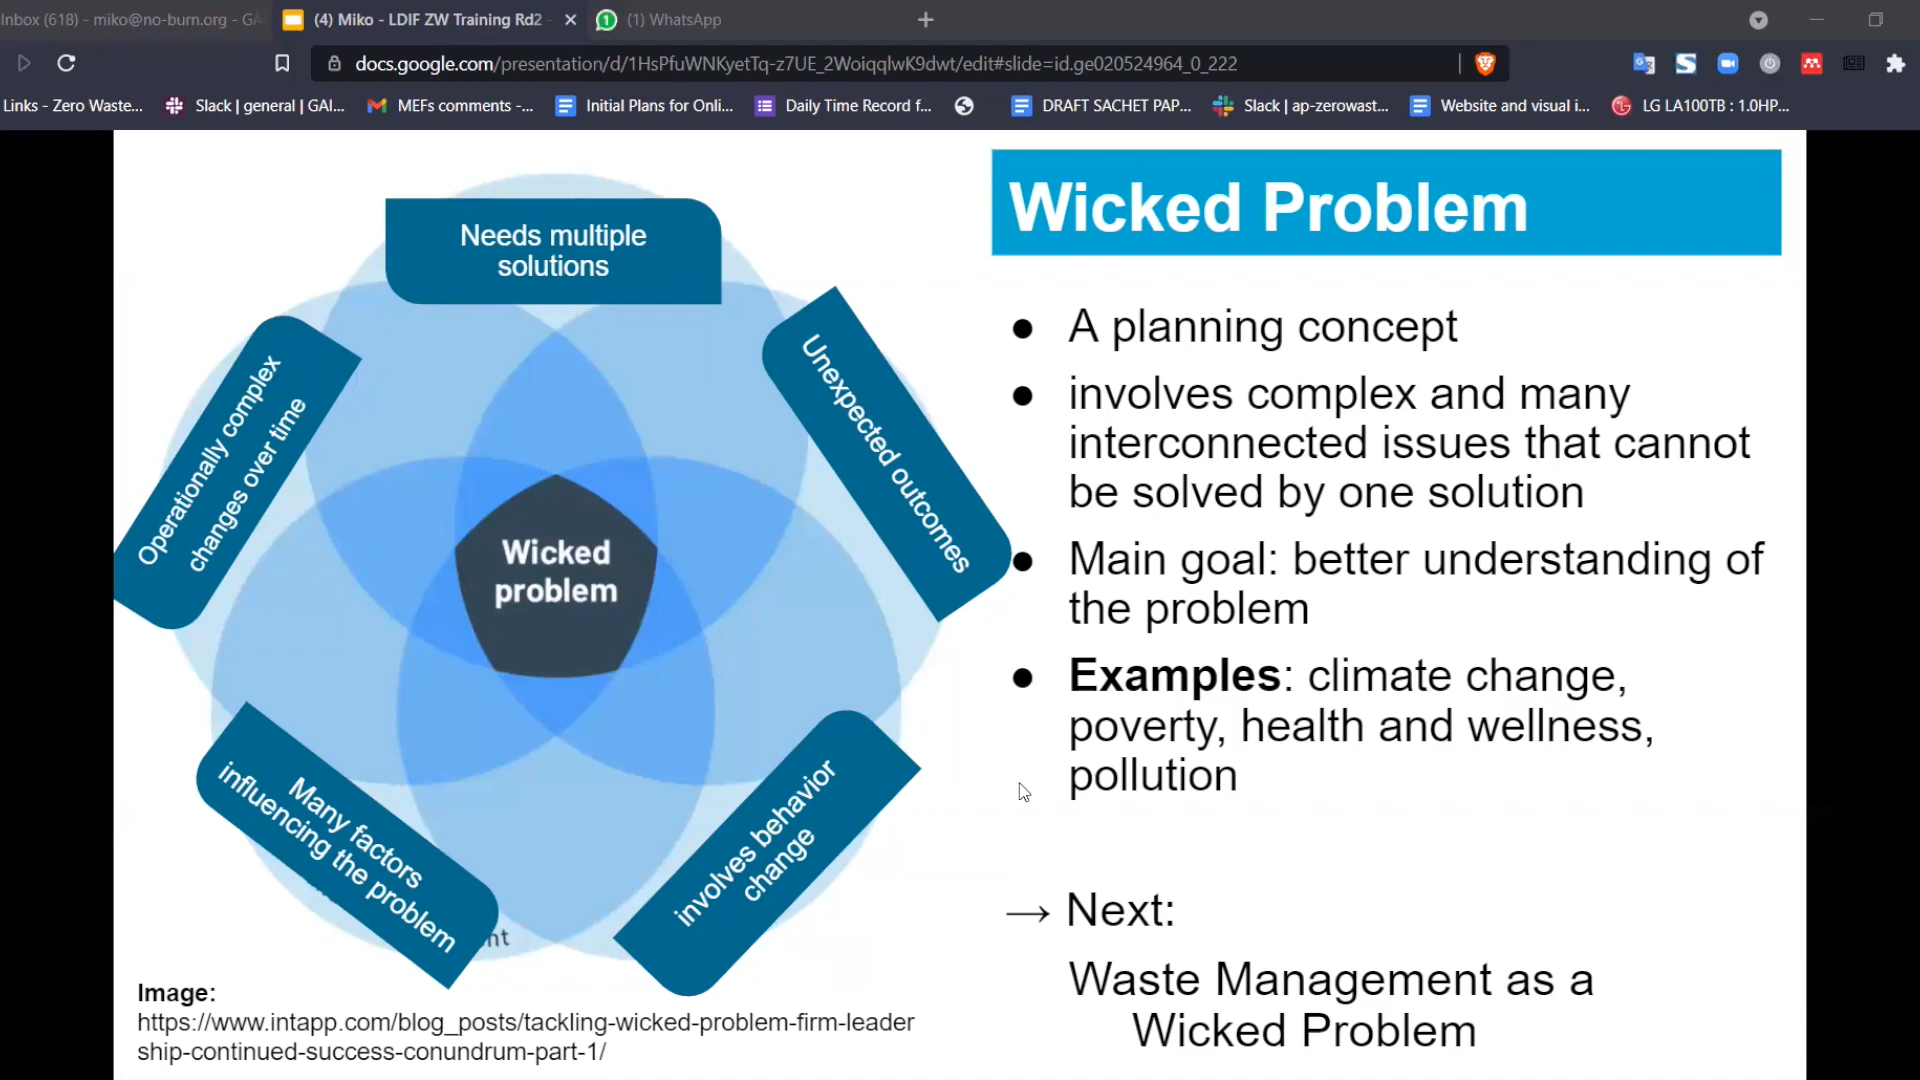 Inbox (618) - miko@no-burn.org - GA
(4) Miko - LDIF ZW Training Rd2 -
(1) WhatsApp
docs.google.com/presentation/d/1HsPfuWNKyetTq-z7UE_2WoiqqlwK9dwt/edit#slide=id.ge020524964_0_222
Links - Zero Waste...
Slack | general | GAI...
MEFs comments -...
Initial Plans for Onli...
Daily Time Record f...
DRAFT SACHET PAP...
Slack | ap-zerowast...
Website and visual i...
LG LA100TB : 1.0HP...
Needs multiple
solutions
Unexpected outcomes
Operationally complex
changes over time
Wicked
problem
Many factors
influencing the problem
nt
involves behavior
change
Image:
https://www.intapp.com/blog_posts/tackling-wicked-problem-firm-leader
ship-continued-success-conundrum-part-1/
Wicked Problem
● A planning concept
● involves complex and many
interconnected issues that cannot
be solved by one solution
● Main goal: better understanding of
the problem
● Examples: climate change,
poverty, health and wellness,
pollution
→ Next:
Waste Management as a
Wicked Problem